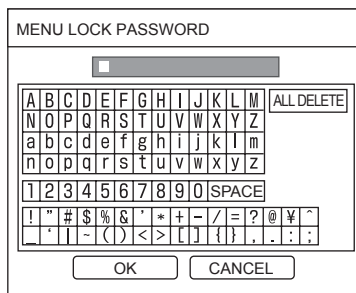 MENU LOCK PASSWORD
A B C D E F G H I J K L M ALL DELETE
N O P Q R S T U V W X Y Z
a b c d e f g h i j k l m
n o p q r s t u v w x y z
1 2 3 4 5 6 7 8 9 0 SPACE
! " # $ % & ' * + - / = ? @ ¥ ^
_ ‘ | ~ ( ) < > [ ] { } , . : ;
OK CANCEL